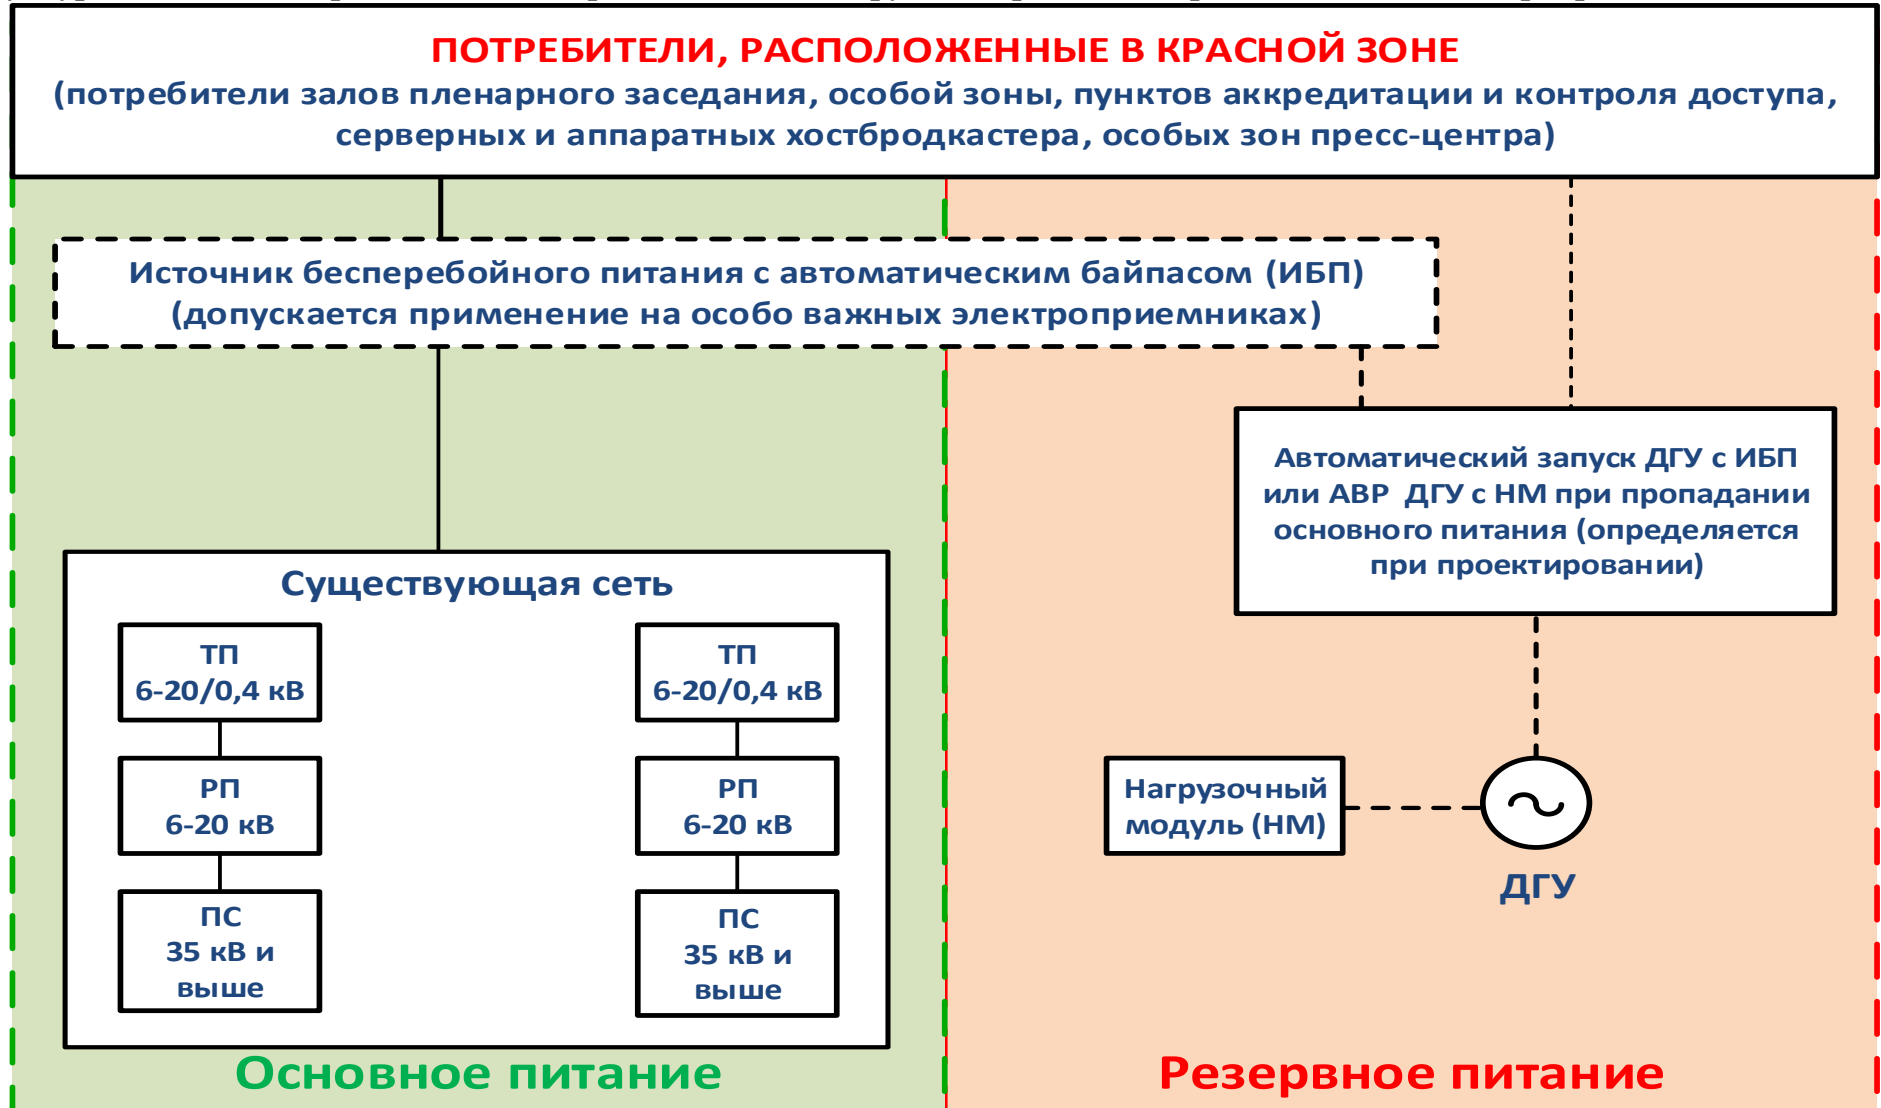 ПОТРЕБИТЕЛИ, РАСПОЛОЖЕННЫЕ В КРАСНОЙ ЗОНЕ
(потребители залов пленарного заседания, особой зоны, пунктов аккредитации и контроля доступа,
серверных и аппаратных хостбродкастера, особых зон пресс-центра)
Источник бесперебойного питания с автоматическим байпасом (ИБП)
(допускается применение на особо важных электроприемниках)
Автоматический запуск ДГУ с ИБП
или АВР ДГУ с НМ при пропадании
основного питания (определяется
при проектировании)
Существующая сеть
ТП
6-20/0,4 кВ
РП
6-20 кВ
ПС
35 кВ и
выше
ТП
6-20/0,4 кВ
РП
6-20 кВ
ПС
35 кВ и
выше
Нагрузочный
модуль (НМ)
ДГУ
Основное питание
Резервное питание